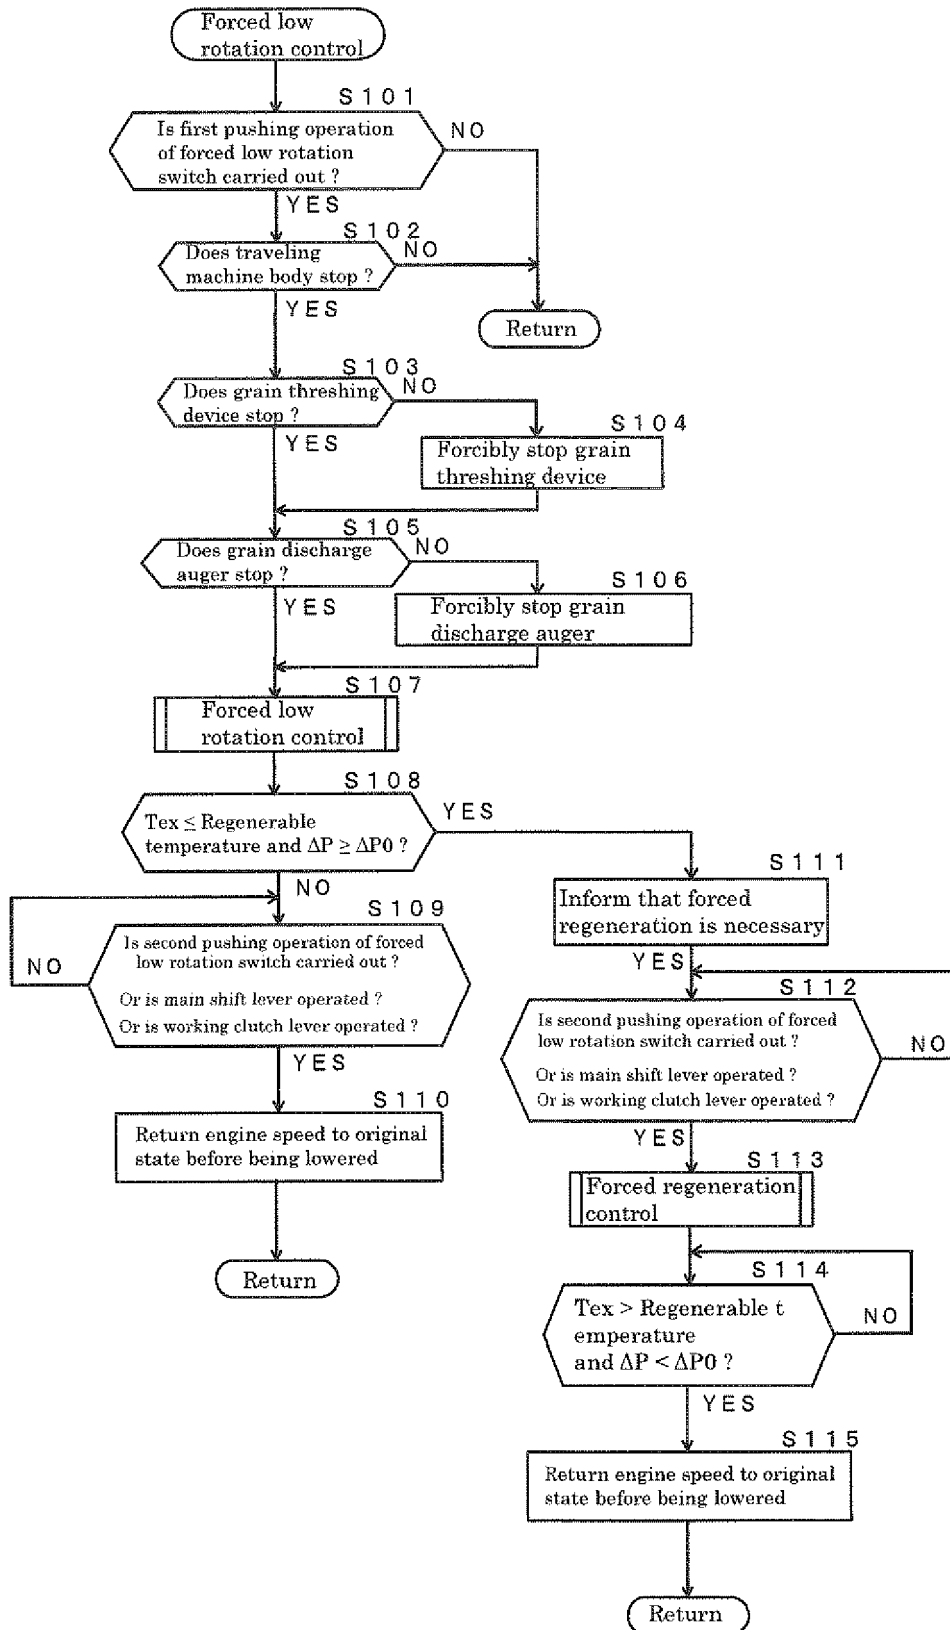 Forced low
rotation control
S101
Is first pushing operation
of forced low rotation
switch carried out ?
NO
YES
S102
Does traveling
machine body stop ?
NO
YES
Return
S103
Does grain threshing
device stop ?
NO
YES
S104
Forcibly stop grain
threshing device
S105
Does grain discharge
auger stop ?
NO
YES
S106
Forcibly stop grain
discharge auger
S107
Forced low
rotation control
S108
Tex ≤ Regenerable
temperature and ΔP ≥ ΔP0 ?
YES
NO
S109
Is second pushing operation of forced
low rotation switch carried out ?
Or is main shift lever operated ?
Or is working clutch lever operated ?
NO
YES
S110
Return engine speed to original
state before being lowered
Return
S111
Inform that forced
regeneration is necessary
YES
S112
Is second pushing operation of forced
low rotation switch carried out ?
Or is main shift lever operated ?
Or is working clutch lever operated ?
NO
YES
S113
Forced regeneration
control
S114
Tex > Regenerable t
emperature
and ΔP < ΔP0 ?
NO
YES
S115
Return engine speed to original
state before being lowered
Return